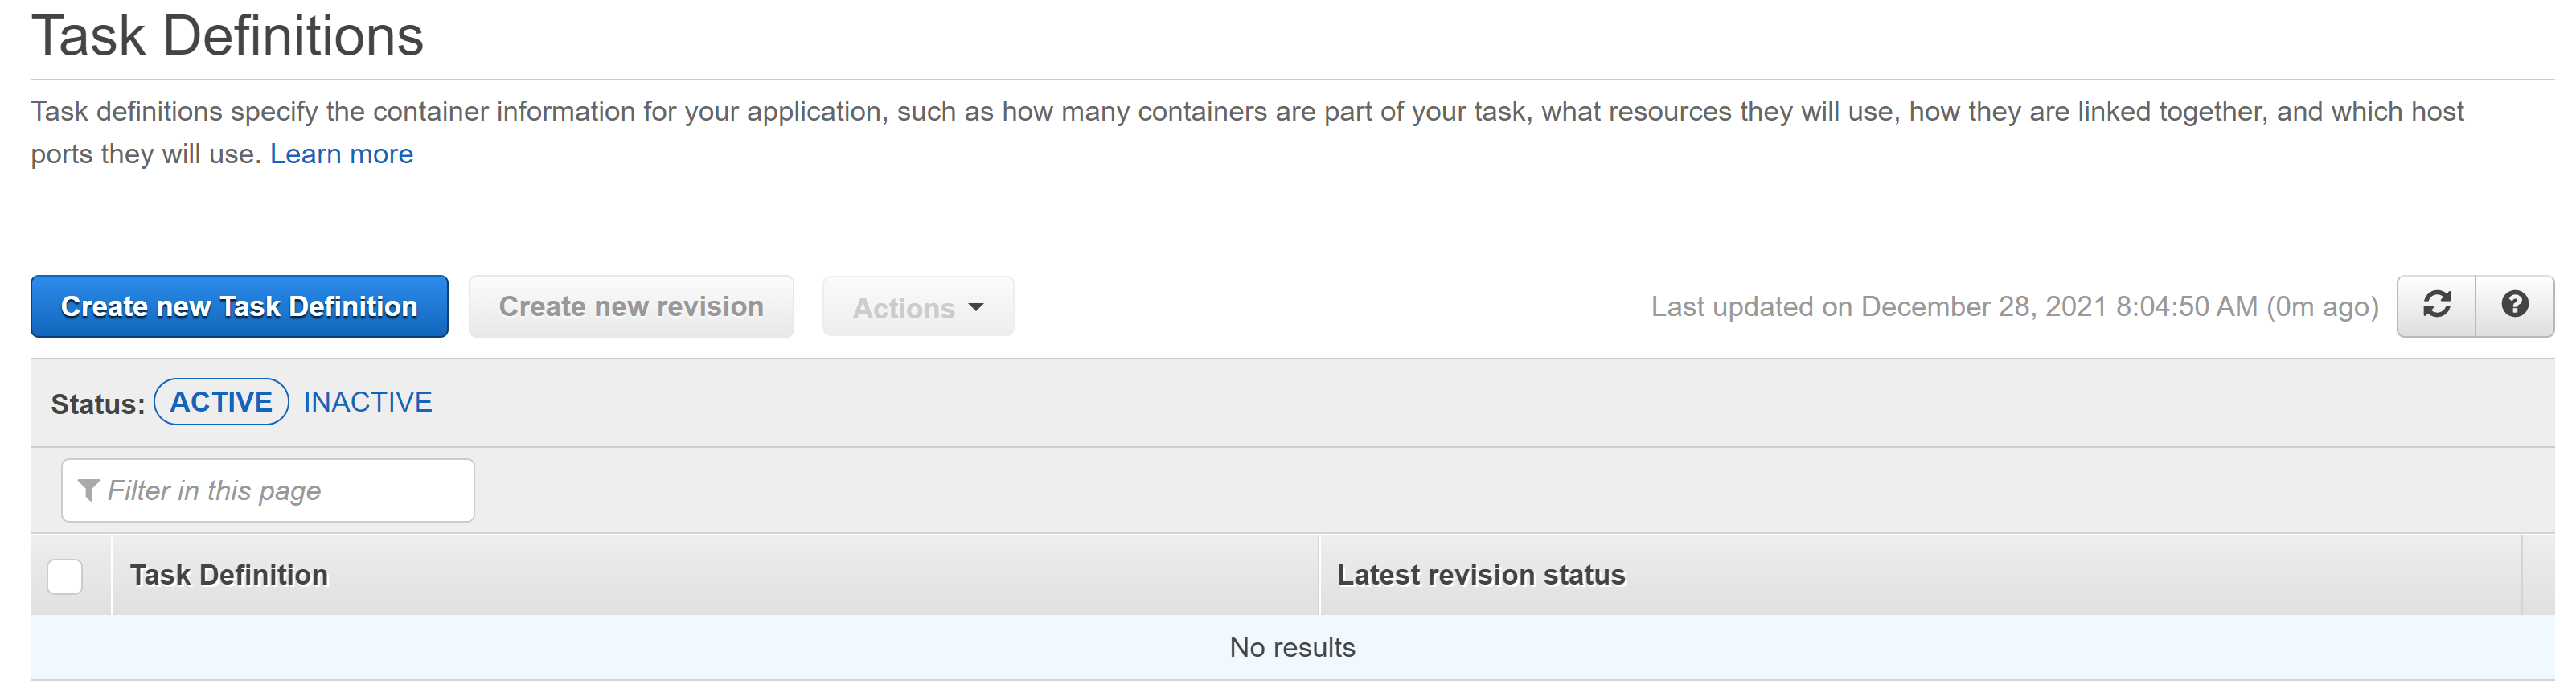 Task Definitions
Task definitions specify the container information for your application, such as how many containers are part of your task, what resources they will use, how they are linked together, and which host
ports they will use. Learn more
Create new Task Definition Create new revision Actions Last updated on December 28, 2021 8:04:50 AM (0m ago)
Status: ACTIVE INACTIVE
Filter in this page
Task Definition Latest revision status
No results